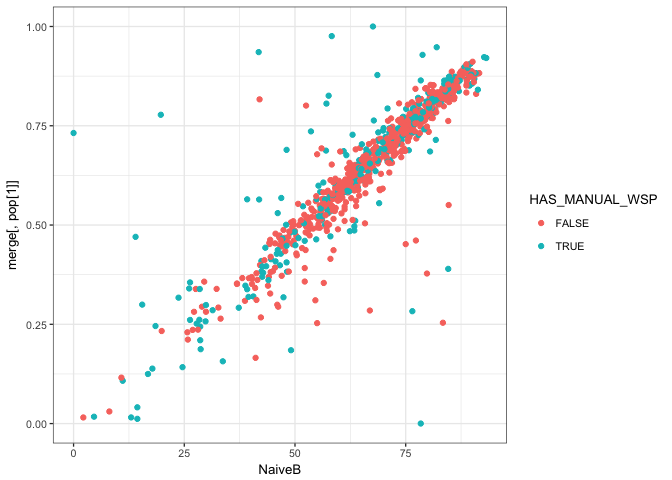 1.00
0.75
0.50
0.25
0.00
merge[, pop[1]]
0
25
50
75
NaiveB
HAS_MANUAL_WSP
FALSE
TRUE